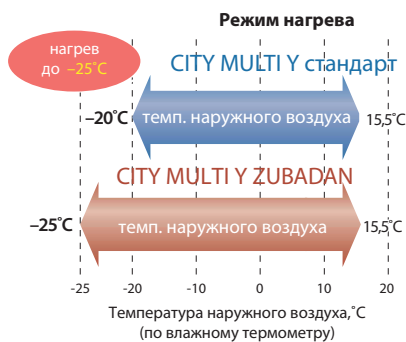 Режим нагрева
нагрев
до –25˚C
CITY MULTI Y стандарт
–20˚C
темп. наружного воздуха
15,5˚C
CITY MULTI Y ZUBADAN
–25˚C
темп. наружного воздуха
15,5˚C
-25 -20 -10 0 10 20
Температура наружного воздуха,˚C
(по влажному термометру)